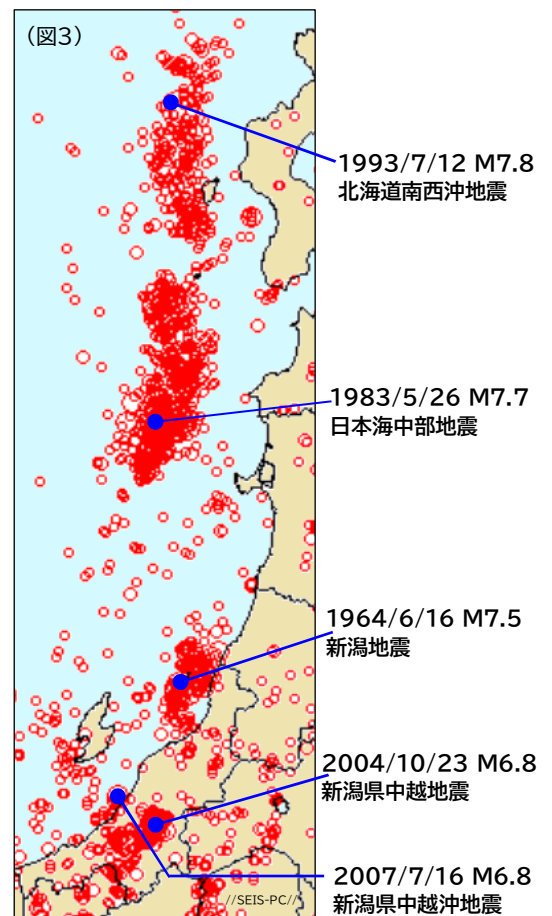 (図3)
1993/7/12 M7.8
北海道南西沖地震
1983/5/26 M7.7
日本海中部地震
1964/6/16 M7.5
新潟地震
2004/10/23 M6.8
新潟県中越地震
2007/7/16 M6.8
新潟県中越沖地震
//SEIS-PC//